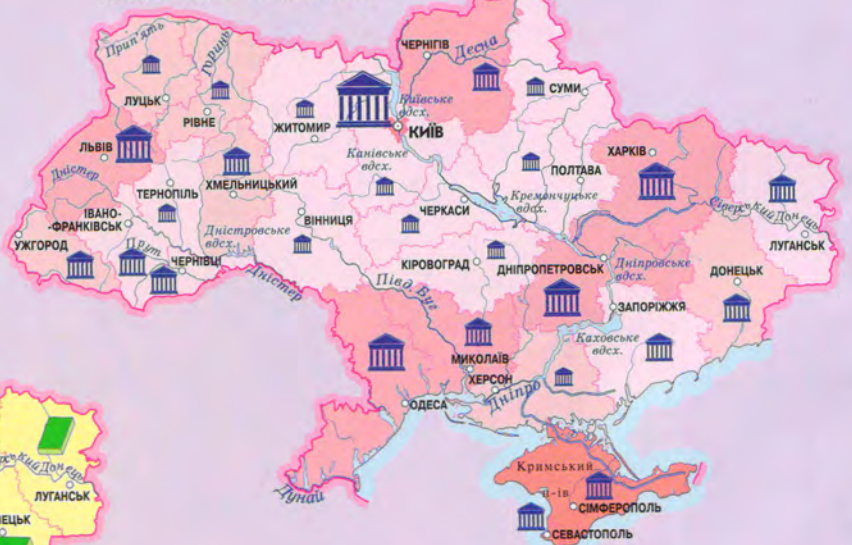 Прип'ять
Горинь
ЧЕРНІГІВ
Десна
ЛУЦЬК
РІВНЕ
СУМИ
Київське
вдсх.
ЖИТОМИР
КИЇВ
ЛЬВІВ
Дністер
Канівське
вдсх.
ПОЛТАВА
ХАРКІВ
ТЕРНОПІЛЬ
ХМЕЛЬНИЦЬКИЙ
Кременчуцьке
вдсх.
Сіверський Донець
ІВАНО-
-ФРАНКІВСЬК
ВІННИЦЯ
ЧЕРКАСИ
ЛУГАНСЬК
УЖГОРОД
Прут
ЧЕРНІВЦІ
Дністровське
вдсх.
Дністер
КІРОВОГРАД
ДНІПРОПЕТРОВСЬК
Дніпровське
вдсх.
ДОНЕЦЬК
Півд. Буг
ЗАПОРІЖЖЯ
Каховське
вдсх.
МИКОЛАЇВ
ХЕРСОН
Дніпро
ОДЕСА
Дунай
Кримський
п-ів
СІМФЕРОПОЛЬ
СЕВАСТОПОЛЬ
ський Донець
ЛУГАНСЬК
НЕЦЬК